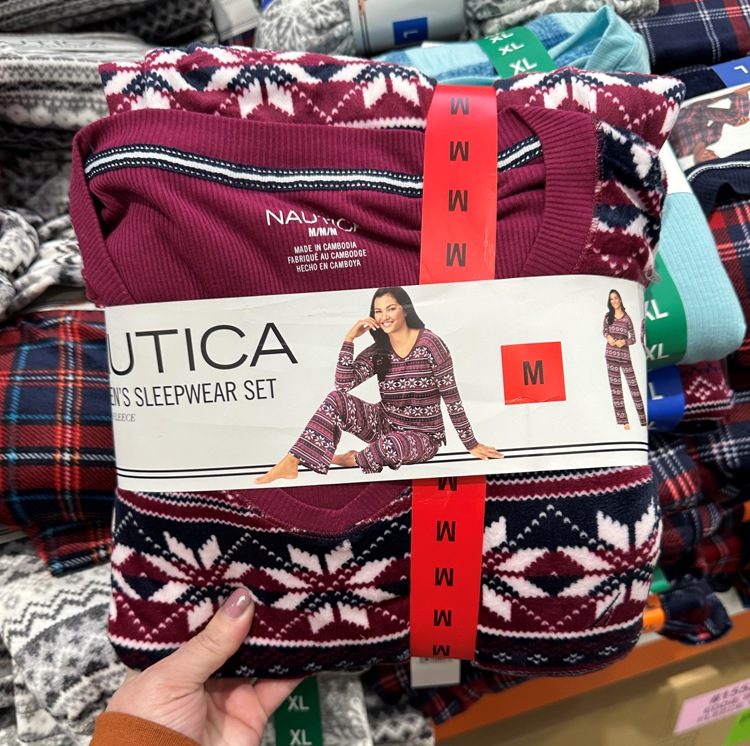 L
XL
XL
XL
L
M
M
M
M
NAUTICA
M/M/M
MADE IN CAMBODIA
FABRIQUÉ AU CAMBODGE
HECHO EN CAMBOYA
UTICA
EN'S SLEEPWEAR SET
FLEECE
M
XL
XL
L
M
M
M
M
M
XL
XL